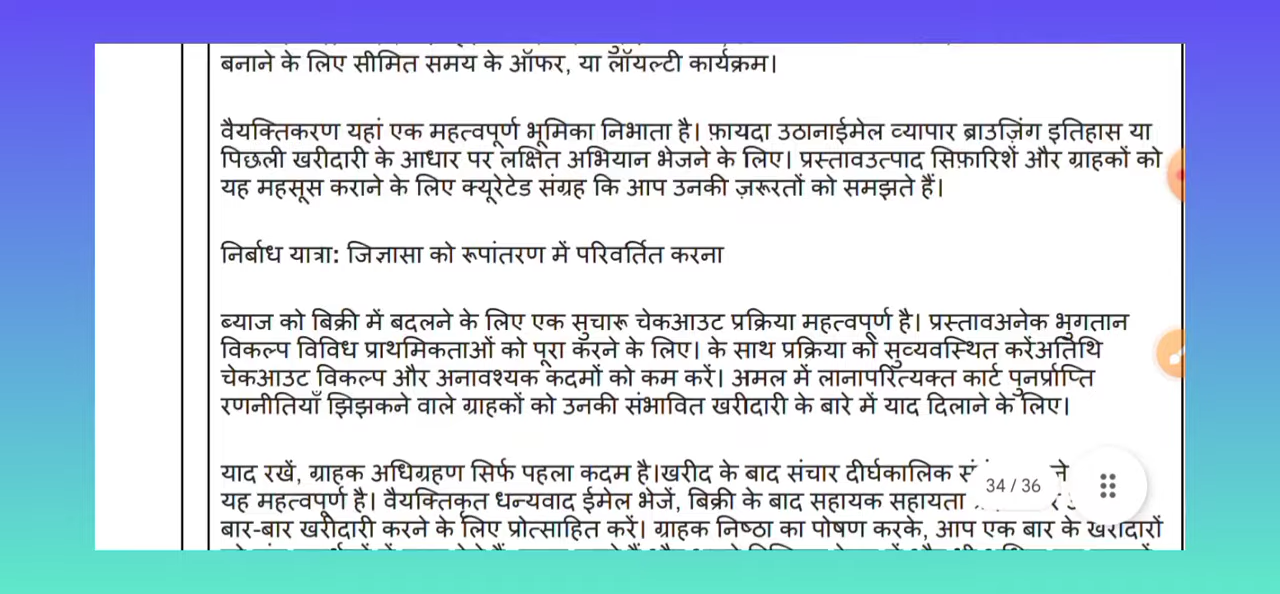 बनाने के लिए सीमित समय के ऑफर, या लॉयल्टी कार्यक्रम।
वैयक्तिकरण यहां एक महत्वपूर्ण भूमिका निभाता है। फ़ायदा उठानाईमेल व्यापार ब्राउज़िंग इतिहास या
पिछली खरीदारी के आधार पर लक्षित अभियान भेजने के लिए। प्रस्तावउत्पाद सिफ़ारिशें और ग्राहकों को
यह महसूस कराने के लिए क्यूरेटेड संग्रह कि आप उनकी ज़रूरतों को समझते हैं।
निर्बाध यात्रा: जिज्ञासा को रूपांतरण में परिवर्तित करना
ब्याज को बिक्री में बदलने के लिए एक सुचारू चेकआउट प्रक्रिया महत्वपूर्ण है। प्रस्तावअनेक भुगतान
विकल्प विविध प्राथमिकताओं को पूरा करने के लिए। के साथ प्रक्रिया को सुव्यवस्थित करेंअतिथि
चेकआउट विकल्प और अनावश्यक कदमों को कम करें। अमल में लानापरित्यक्त कार्ट पुनर्प्राप्ति
रणनीतियाँ झिझकने वाले ग्राहकों को उनकी संभावित खरीदारी के बारे में याद दिलाने के लिए।
याद रखें, ग्राहक अधिग्रहण सिर्फ पहला कदम है।खरीद के बाद संचार दीर्घकालिक
34 / 36
यह महत्वपूर्ण है। वैयक्तिकृत धन्यवाद ईमेल भेजें, बिक्री के बाद सहायक सहायता
बार-बार खरीदारी करने के लिए प्रोत्साहित करें। ग्राहक निष्ठा का पोषण करके, आप एक बार के खरीदारों